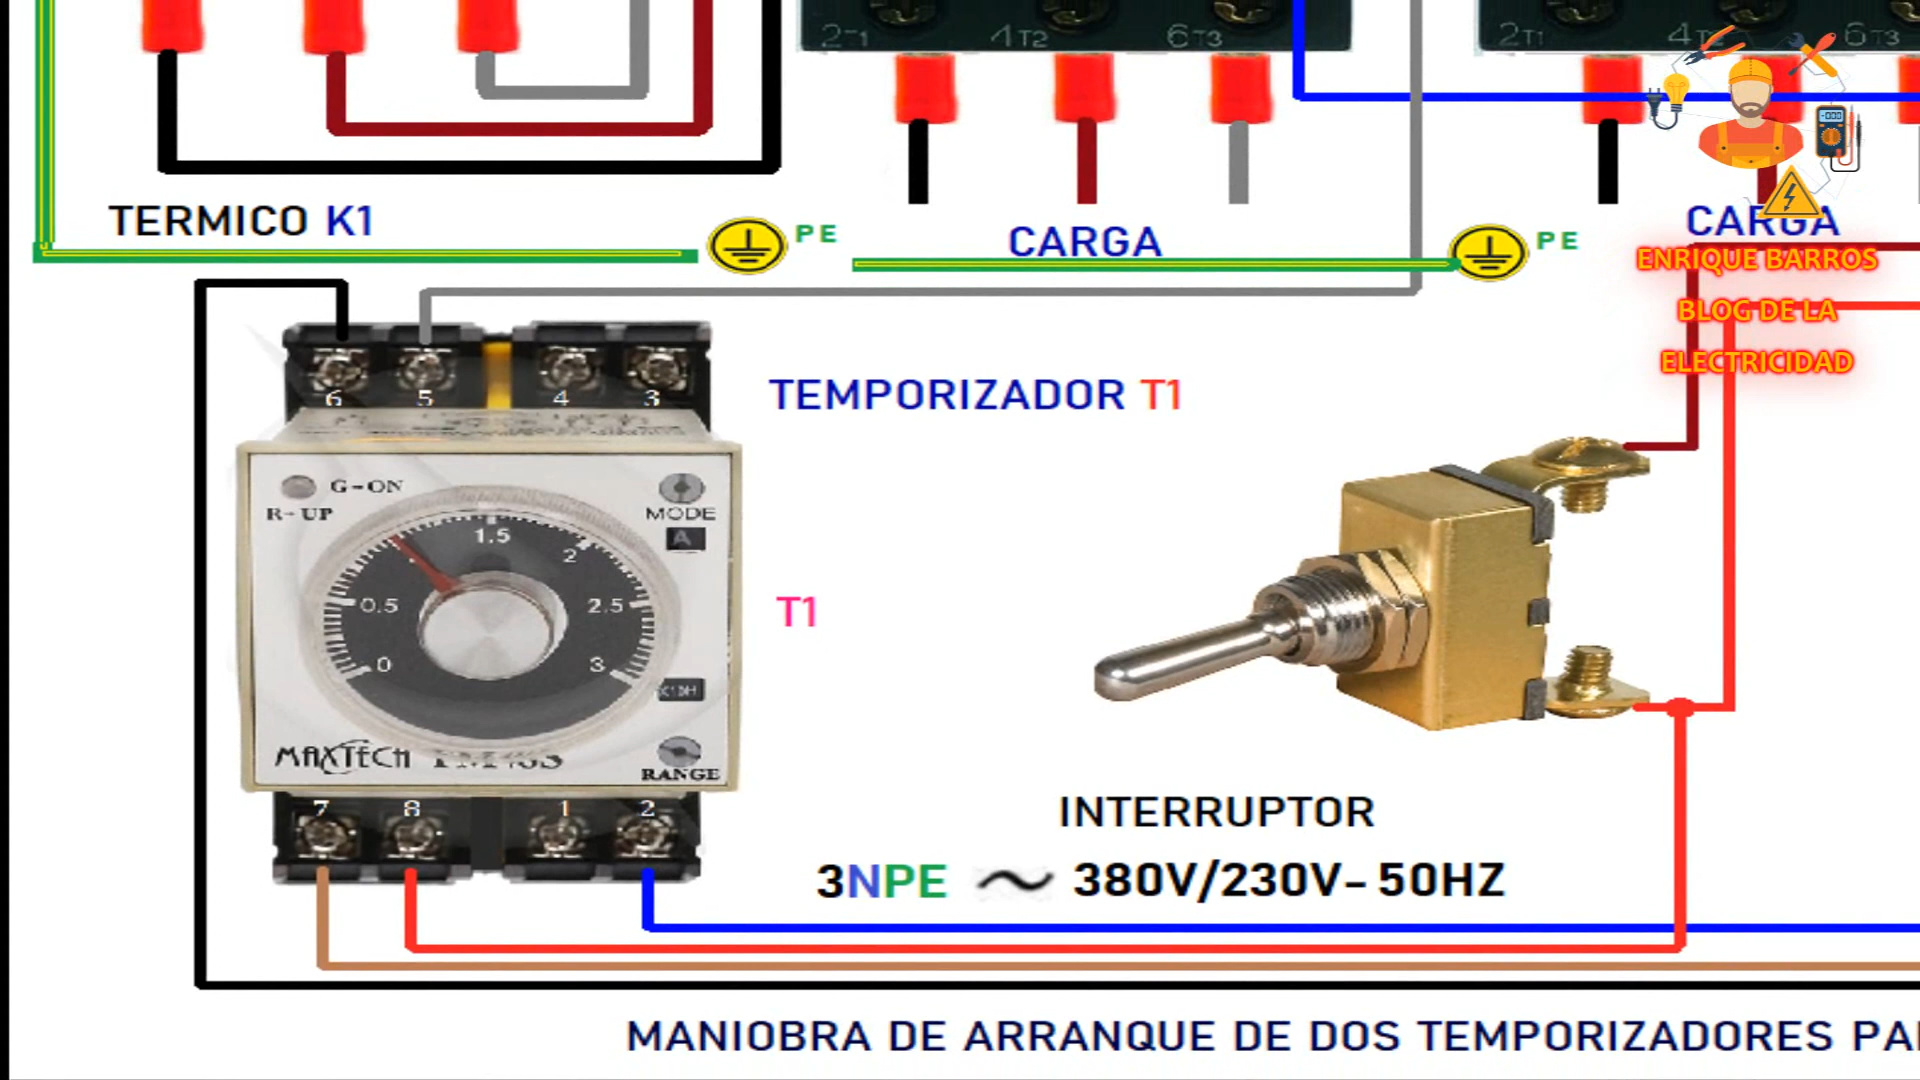 2T1 4T2 6T3
2T1 4T2 6T3
TERMICO K1
PE
CARGA
PE
CARGA
ENRIQUE BARROS
BLOG DE LA
ELECTRICIDAD
6 5 4 3
TEMPORIZADOR T1
G-ON
R-UP
MODE
A
0 0.5 1.5 2 2.5 3
T1
MAXTECH
RANGE
7 8 1 2
INTERRUPTOR
3NPE ~ 380V/230V- 50HZ
MANIOBRA DE ARRANQUE DE DOS TEMPORIZADORES PA